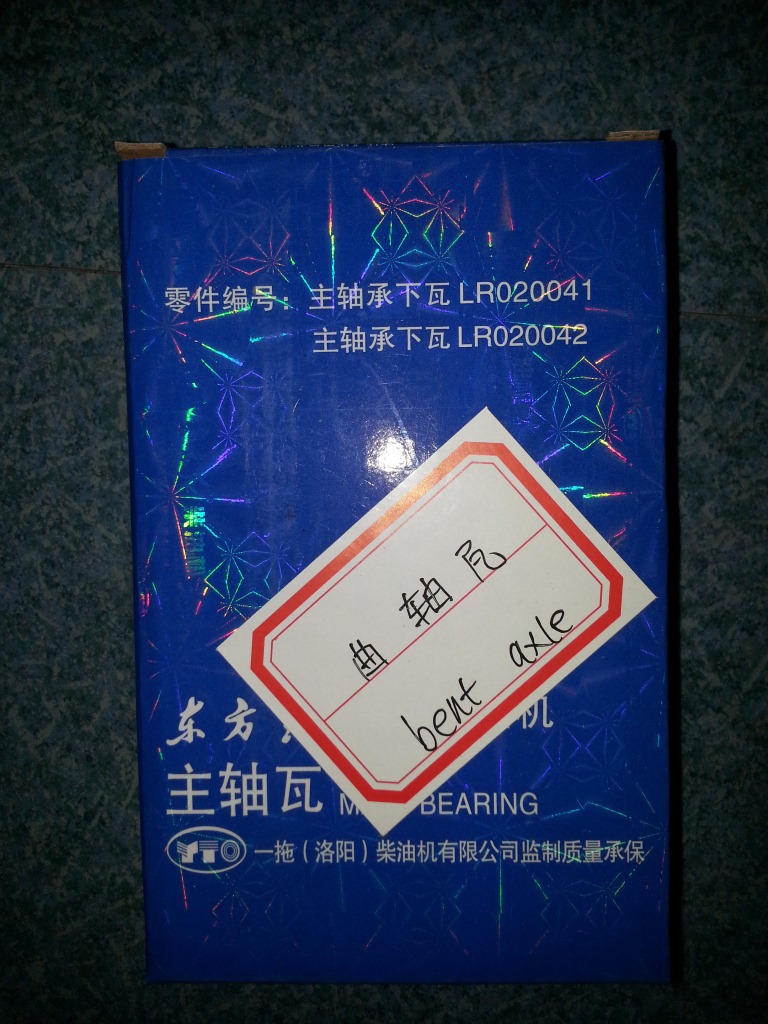 零件编号：主轴承下瓦 LR020041
主轴承下瓦 LR020042
曲轴瓦
bent axle
东方 机
主轴瓦 M BEARING
YTO 一拖（洛阳）柴油机有限公司监制质量承保